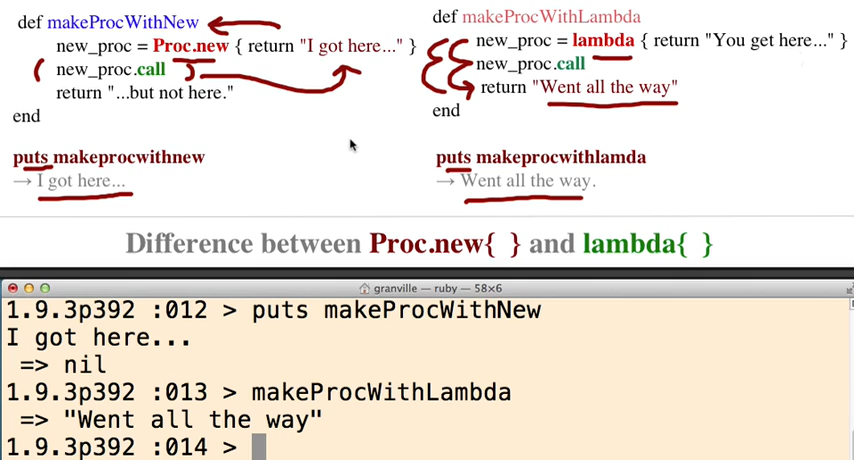 def makeProcWithNew
new_proc = Proc.new { return "I got here..." }
new_proc.call
return "...but not here."
end
puts makeprocwithnew
→ I got here...
def makeProcWithLambda
new_proc = lambda { return "You get here..." }
new_proc.call
return "Went all the way"
end
puts makeprocwithlamda
→ Went all the way.
Difference between Proc.new{ } and lambda{ }
granville — ruby — 58×6
1.9.3p392 :012 > puts makeProcWithNew
I got here...
=> nil
1.9.3p392 :013 > makeProcWithLambda
=> "Went all the way"
1.9.3p392 :014 >